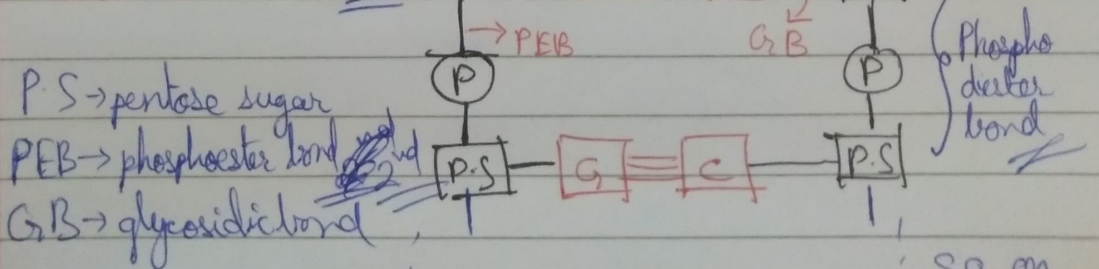 → PEB
GB
P
P
Phospho
diester
bond
P.S → pentose sugar
PEB → phosphoester bond
P.S
G
C
P.S
GB → glycosidic bond